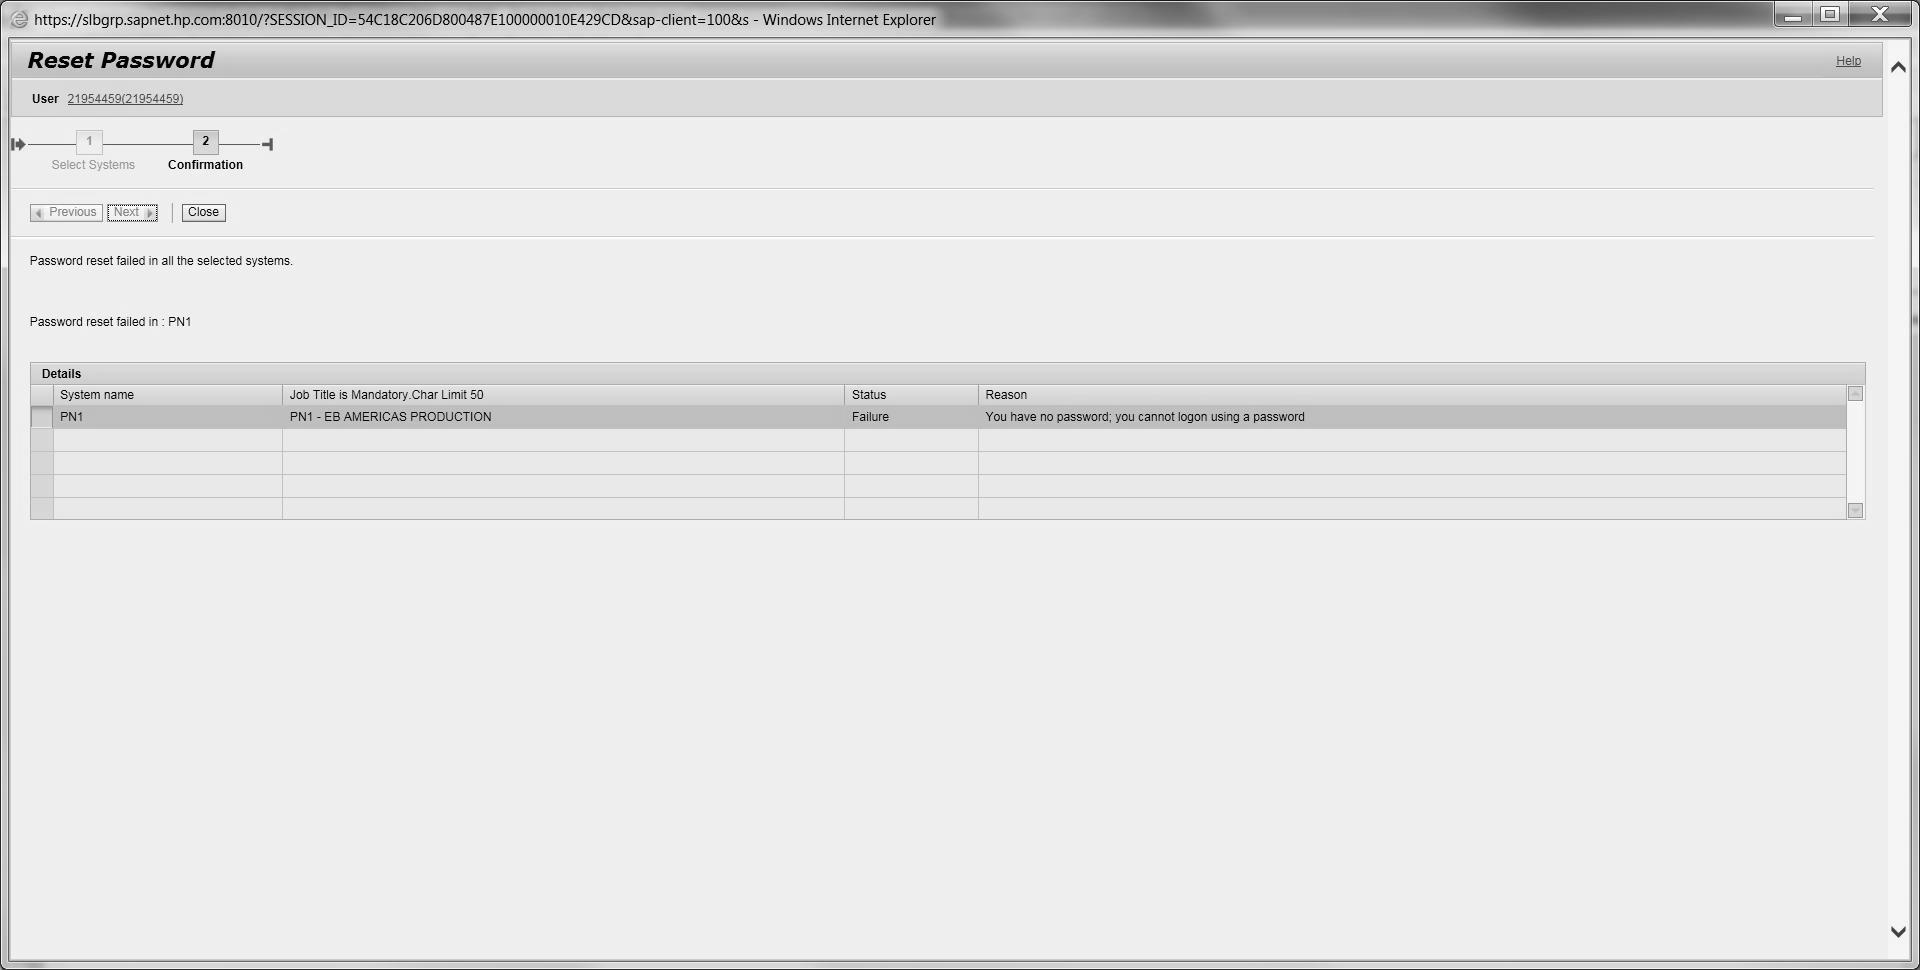 https://slbgrp.sapnet.hp.com:8010/?SESSION_ID=54C18C206D800487E100000010E429CD&sap-client=100&s - Windows Internet Explorer
Reset Password
Help
User 21954459(21954459)
1 2
Select Systems Confirmation
Previous Next Close
Password reset failed in all the selected systems.
Password reset failed in : PN1
Details
System name Job Title is Mandatory.Char Limit 50 Status Reason
PN1 PN1 - EB AMERICAS PRODUCTION Failure You have no password; you cannot logon using a password